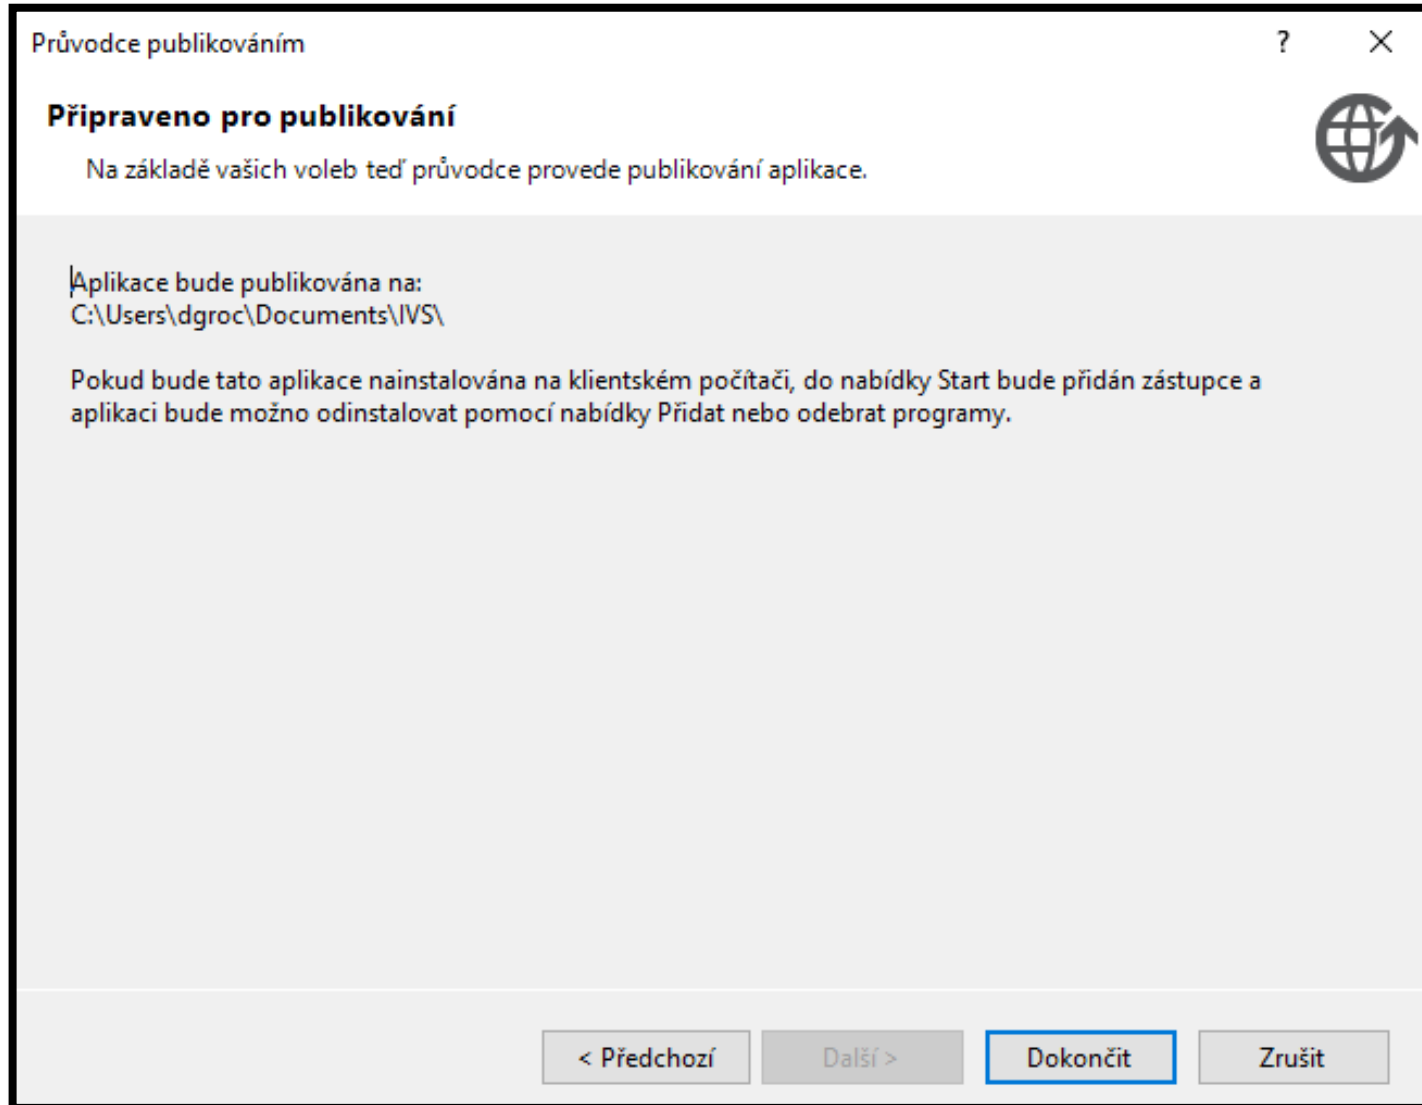 Průvodce publikováním
?
Připraveno pro publikování
Na základě vašich voleb teď průvodce provede publikování aplikace.
Aplikace bude publikována na:
C:\Users\dgroc\Documents\IVS\
Pokud bude tato aplikace nainstalována na klientském počítači, do nabídky Start bude přidán zástupce a
aplikaci bude možno odinstalovat pomocí nabídky Přidat nebo odebrat programy.
< Předchozí
Další >
Dokončit
Zrušit